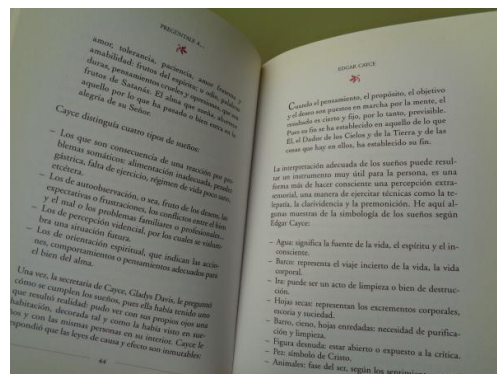 PREGÚNTALE A...
amor, tolerancia, paciencia, amor fraterno y
amabilidad: frutos del espíritu; u odio, palabras
duras, pensamientos crueles y opresiones, que son
frutos de Satanás. El alma que sueña, aborrece
aquello por lo que ha pasado o bien entra en la
alegría de su Señor.
Cayce distinguía cuatro tipos de sueños:
– Los que son consecuencia de una reacción por pro-
blemas somáticos: alimentación inadecuada, pesadez
gástrica, falta de ejercicio, régimen de vida poco sano,
etcétera.
– Los de autoobservación, o sea, fruto de los deseos, las
expectativas o frustraciones, los conflictos entre el bien
y el mal o los problemas familiares o profesionales...
– Los de percepción videncial, por los cuales se vislum-
bra una situación futura.
– Los de orientación espiritual, que indican las accio-
nes, comportamientos o pensamientos adecuados para
el bien del alma.
Una vez, la secretaria de Cayce, Gladys Davis, le preguntó
cómo se cumplen los sueños, pues ella había tenido uno
que resultó realidad; pudo ver con sus propios ojos una
habitación, decorada tal y como la había visto en sue-
ños y con las mismas personas en su interior. Cayce le
respondió que las leyes de causa y efecto son inmutables:
44
EDGAR CAYCE
Cuando el pensamiento, el propósito, el objetivo
y el deseo son puestos en marcha por la mente, el
resultado es cierto y fijo, por lo tanto, previsible.
Pues su fin se ha establecido en aquello de lo que
Él, el Dador de los Cielos y de la Tierra y de las
cosas que hay en ellos, ha establecido su fin.
La interpretación adecuada de los sueños puede resul-
tar un instrumento muy útil para la persona, es una
forma más de hacer consciente una percepción extra-
sensorial, una manera de ejercitar técnicas como la te-
lepatía, la clarividencia y la premonición. He aquí al-
gunas muestras de la simbología de los sueños según
Edgar Cayce:
– Agua: significa la fuente de la vida, el espíritu y el in-
consciente.
– Barco: representa el viaje incierto de la vida, la vida
corporal.
– Ira: puede ser un acto de limpieza o bien de destruc-
ción.
– Hojas secas: representan los excrementos corporales,
escoria y suciedad.
– Barro, cieno, hojas enredadas: necesidad de purifica-
ción y limpieza.
– Figura desnuda: estar abierto o expuesto a la crítica.
– Pez: símbolo de Cristo.
– Animales: fase del ser, según los sentimientos